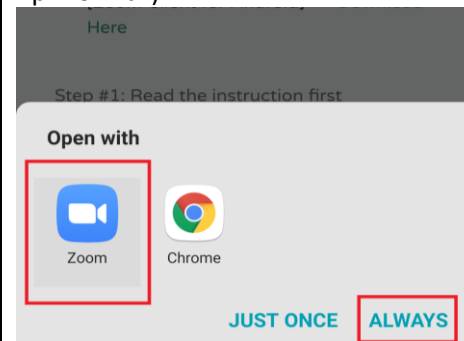 Here
Step #1: Read the instruction first
Open with
Zoom
Chrome
JUST ONCE
ALWAYS